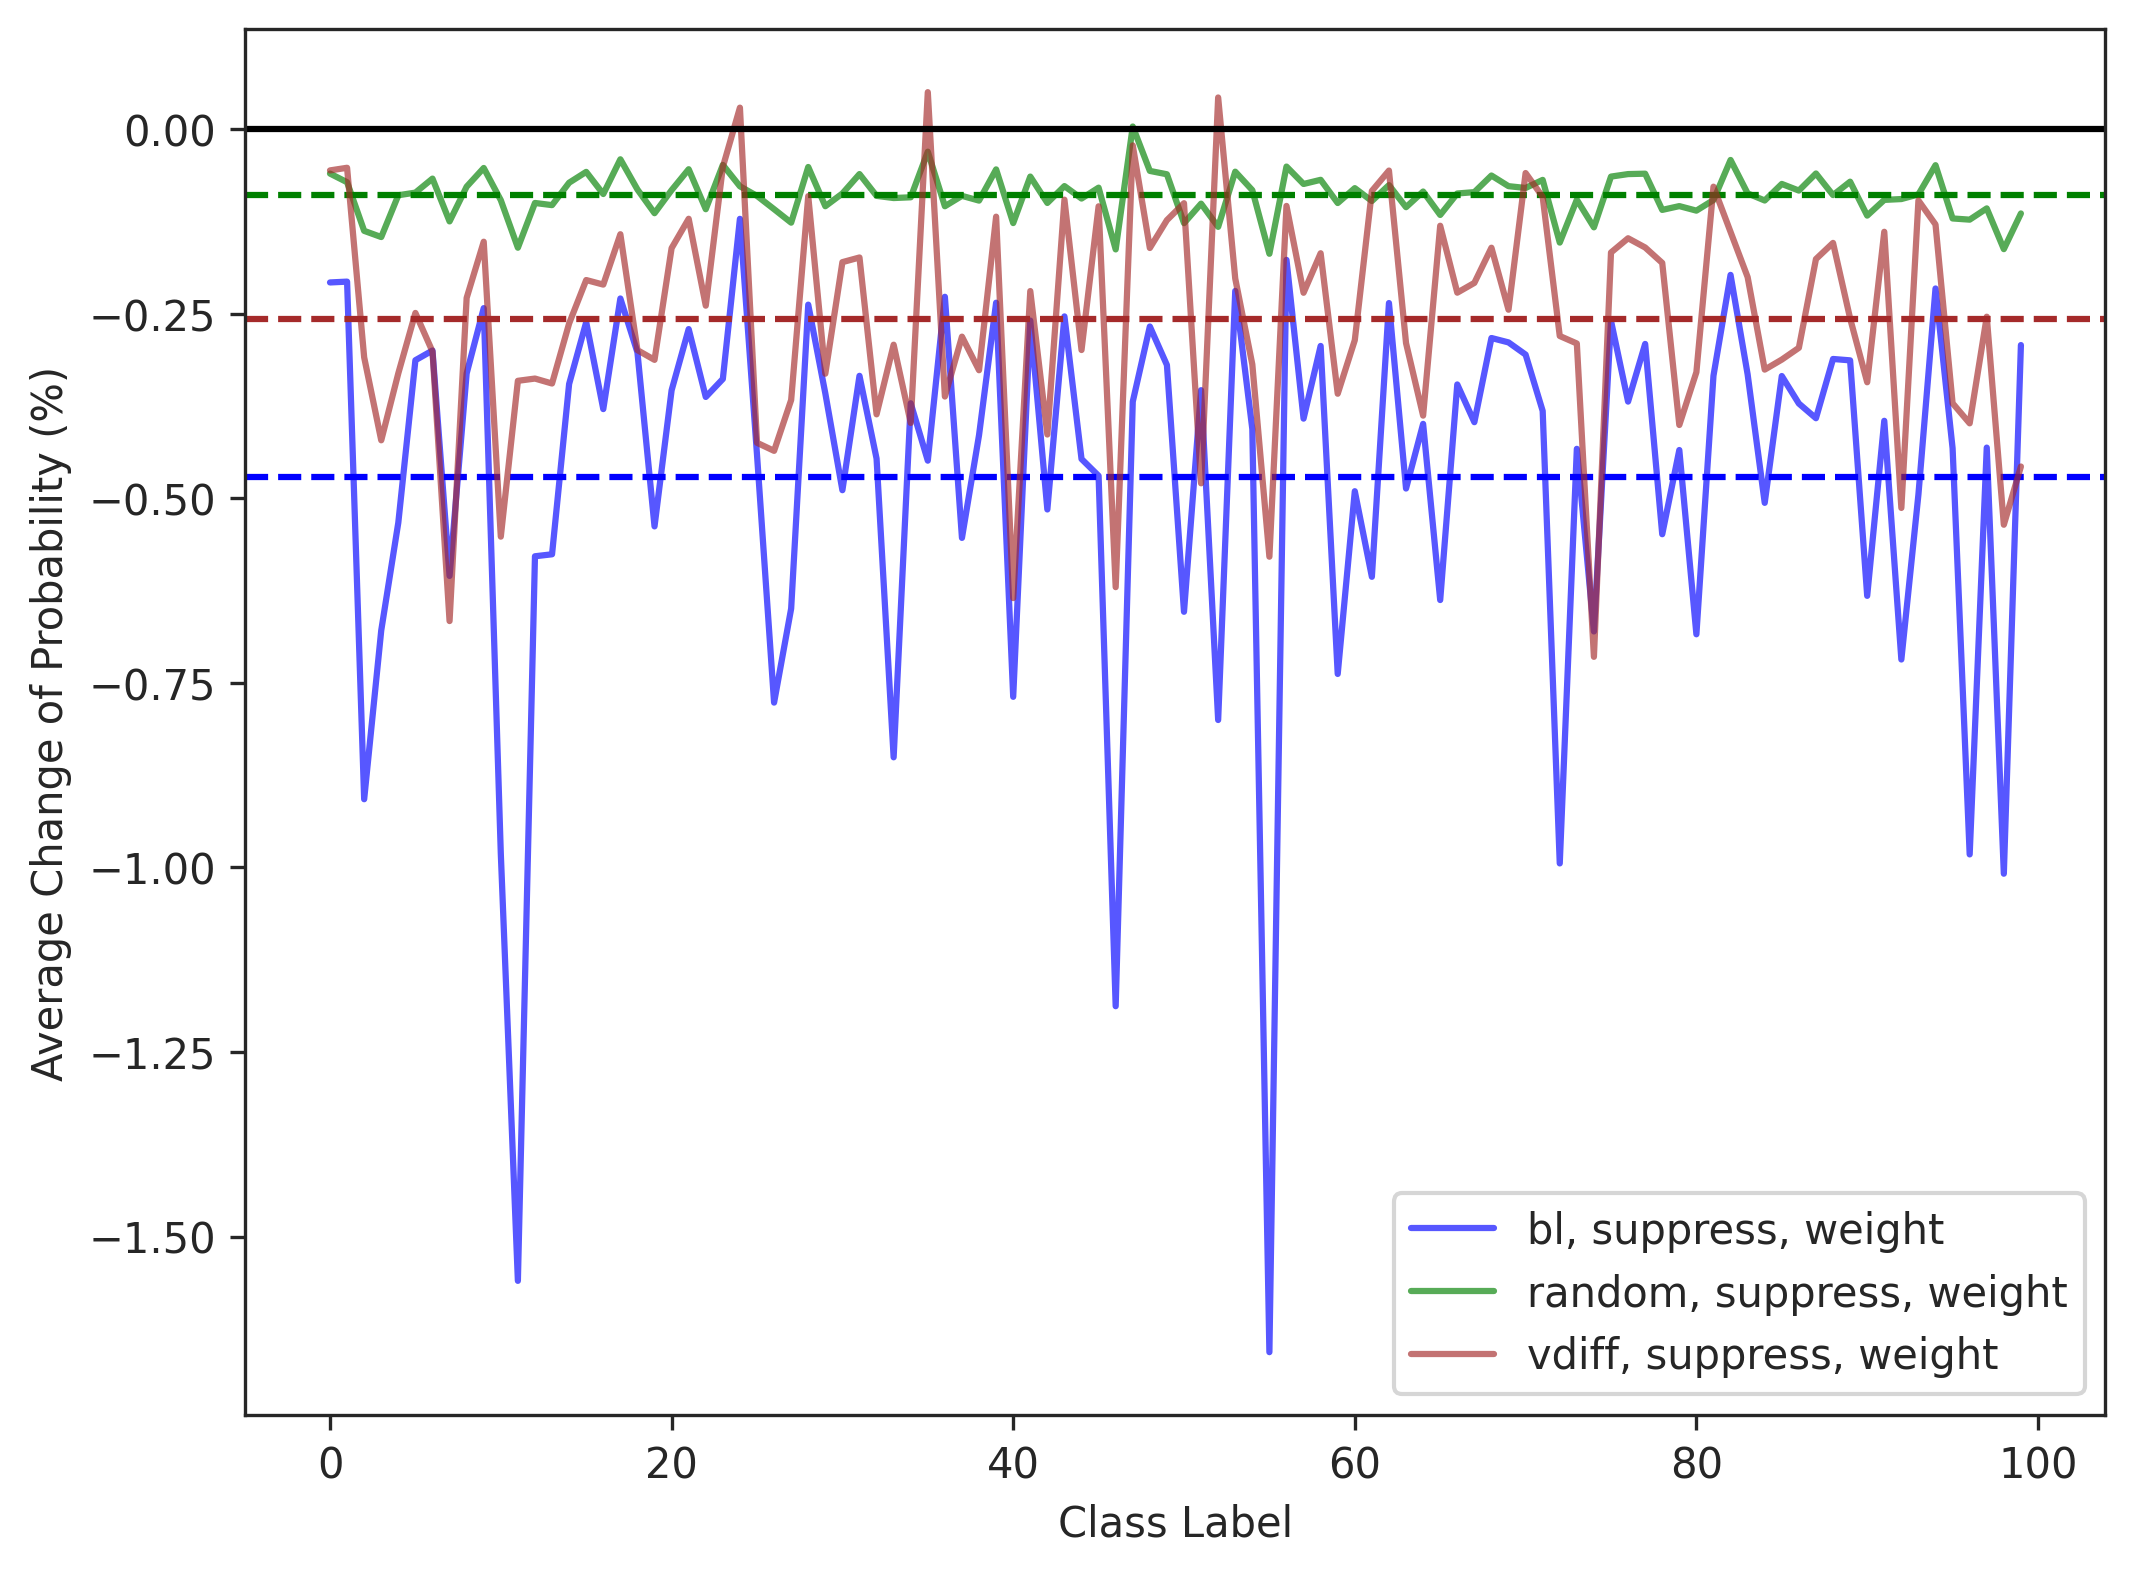 0.00
−0.25
−0.50
−0.75
−1.00
−1.25
−1.50
Average Change of Probability (%)
bl, suppress, weight
random, suppress, weight
vdiff, suppress, weight
0 20 40 60 80 100
Class Label